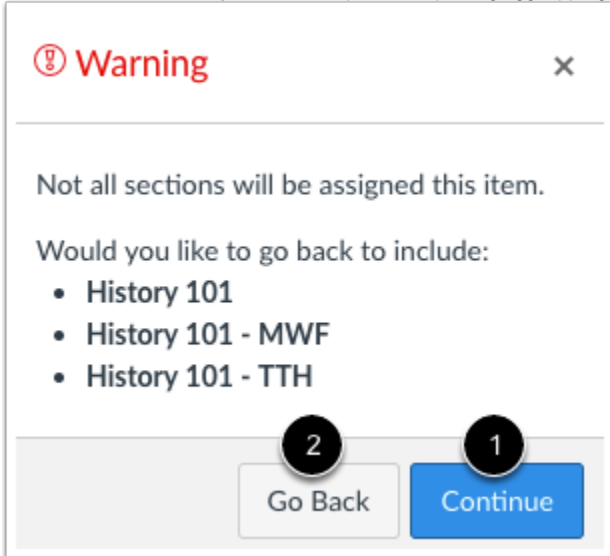 Warning
×
Not all sections will be assigned this item.
Would you like to go back to include:
• History 101
• History 101 - MWF
• History 101 - TTH
2 1
Go Back Continue